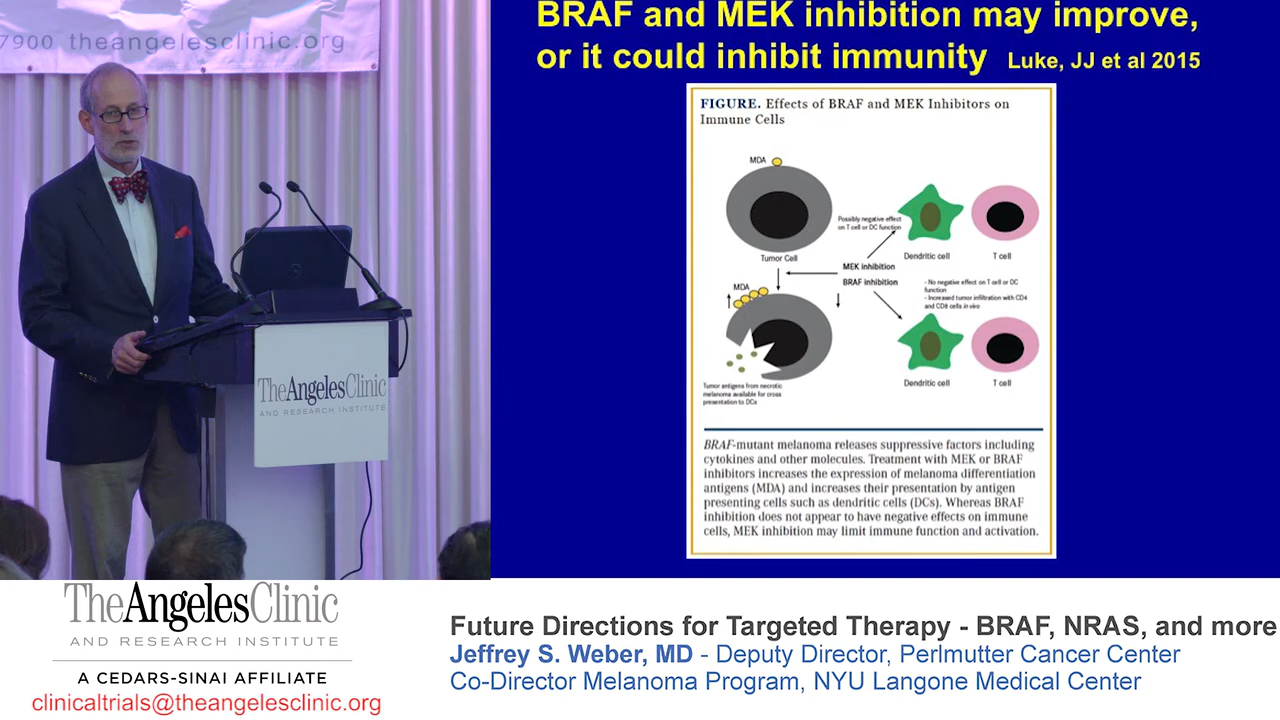 7900 theangelesclinic.org
TheAngelesClinic
AND RESEARCH INSTITUTE
BRAF and MEK inhibition may improve,
or it could inhibit immunity Luke, JJ et al 2015
FIGURE. Effects of BRAF and MEK Inhibitors on
Immune Cells
MDA
Tumor Cell
Possibly negative effect
on T cell or DC function
Dendritic cell
T cell
MEK inhibition
BRAF inhibition
MDA
- No negative effect on T cell or DC
function
- Increased tumor infiltration with CD4
and CD8 cells in vivo
Dendritic cell
T cell
Tumor antigens from necrotic
melanoma available for cross
presentation to DCs
BRAF-mutant melanoma releases suppressive factors including
cytokines and other molecules. Treatment with MEK or BRAF
inhibitors increases the expression of melanoma differentiation
antigens (MDA) and increases their presentation by antigen
presenting cells such as dendritic cells (DCs). Whereas BRAF
inhibition does not appear to have negative effects on immune
cells, MEK inhibition may limit immune function and activation.
TheAngelesClinic
AND RESEARCH INSTITUTE
A CEDARS-SINAI AFFILIATE
clinicaltrials@theangelesclinic.org
Future Directions for Targeted Therapy - BRAF, NRAS, and more
Jeffrey S. Weber, MD - Deputy Director, Perlmutter Cancer Center
Co-Director Melanoma Program, NYU Langone Medical Center